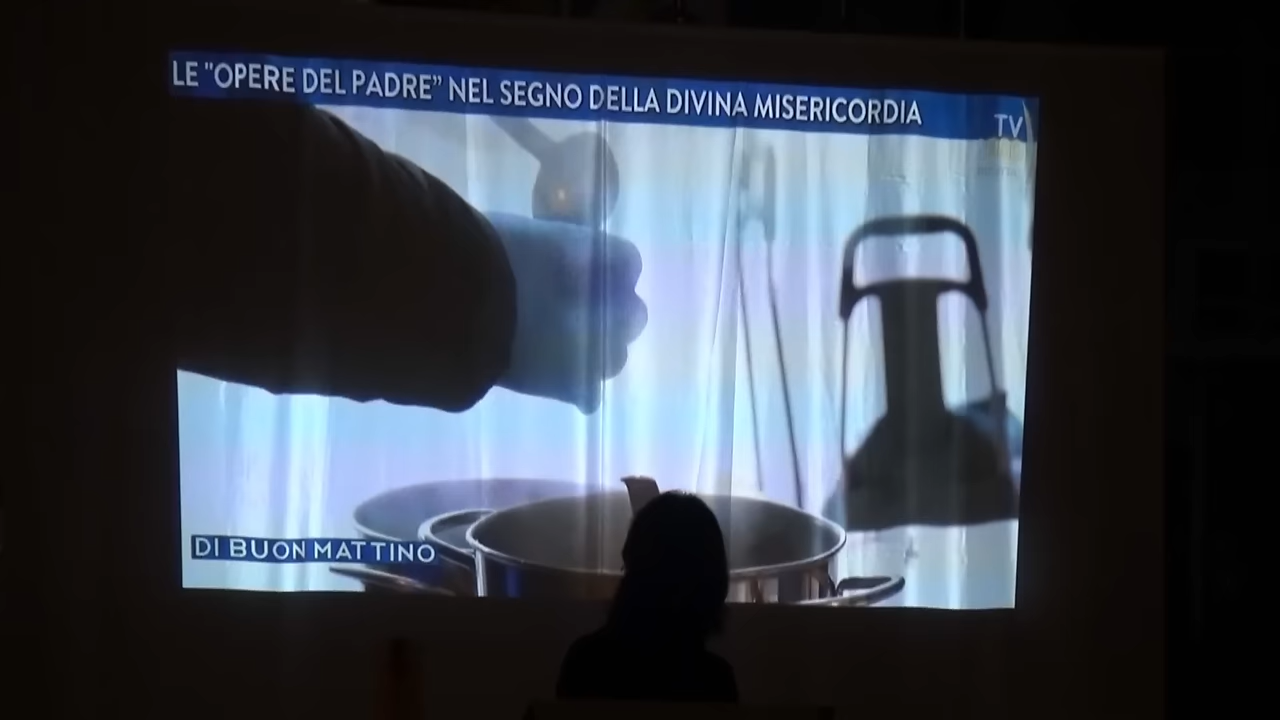 LE "OPERE DEL PADRE" NEL SEGNO DELLA DIVINA MISERICORDIA
TV
DI BUON MATTINO